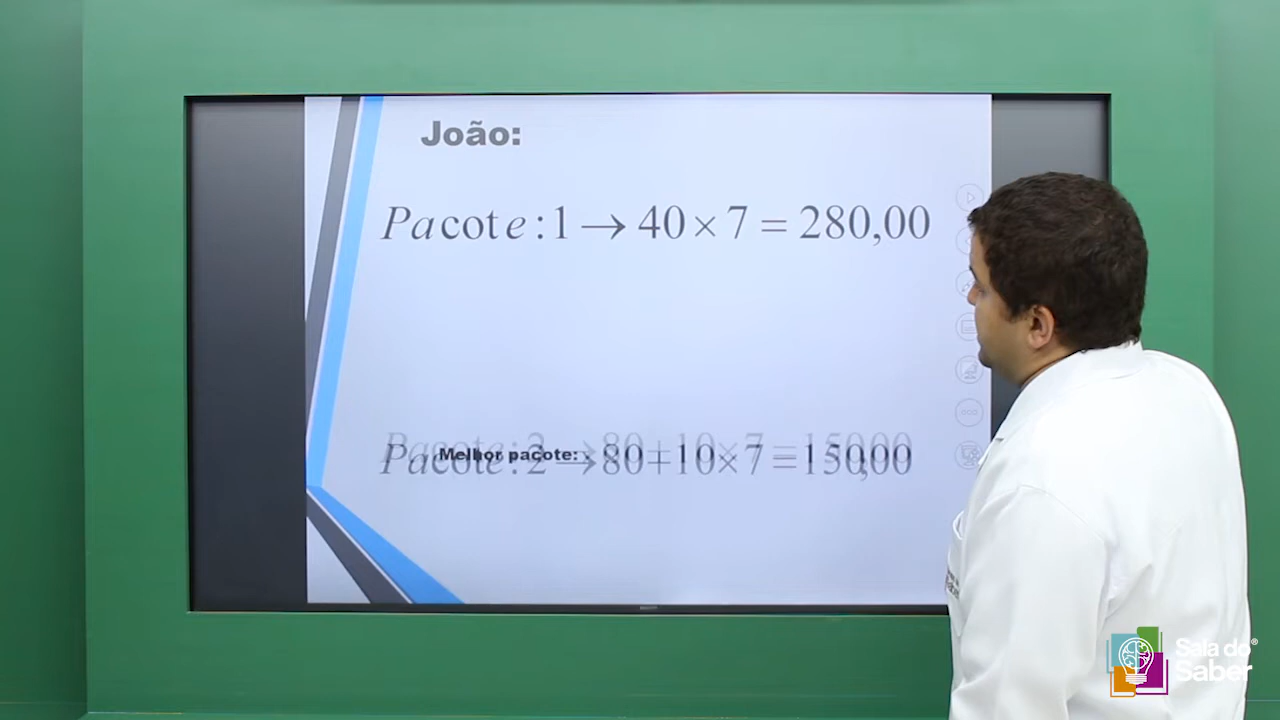 João:
Pacote : 1 → 40 × 7 = 280,00
Pacote : 2 → 80 + 10 × 7 = 150,00
Melhor pacote:
Sala do
Saber®